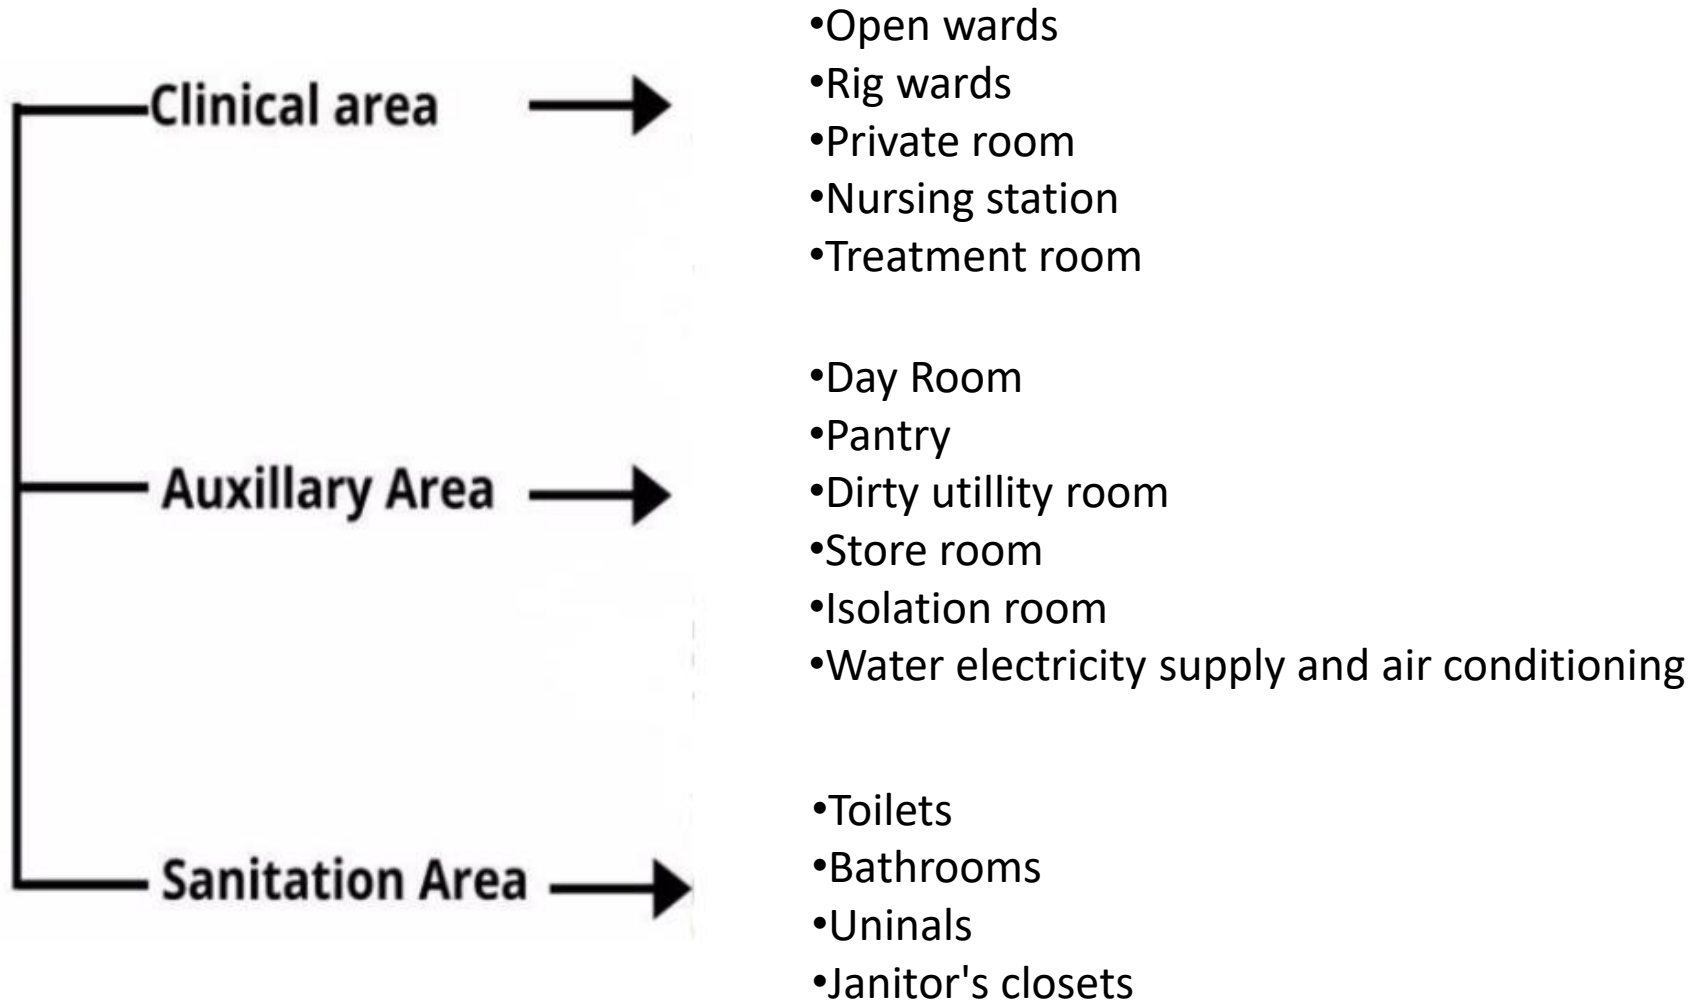 Clinical area
•Open wards
•Rig wards
•Private room
•Nursing station
•Treatment room
Auxillary Area
•Day Room
•Pantry
•Dirty utillity room
•Store room
•Isolation room
•Water electricity supply and air conditioning
Sanitation Area
•Toilets
•Bathrooms
•Uninals
•Janitor's closets